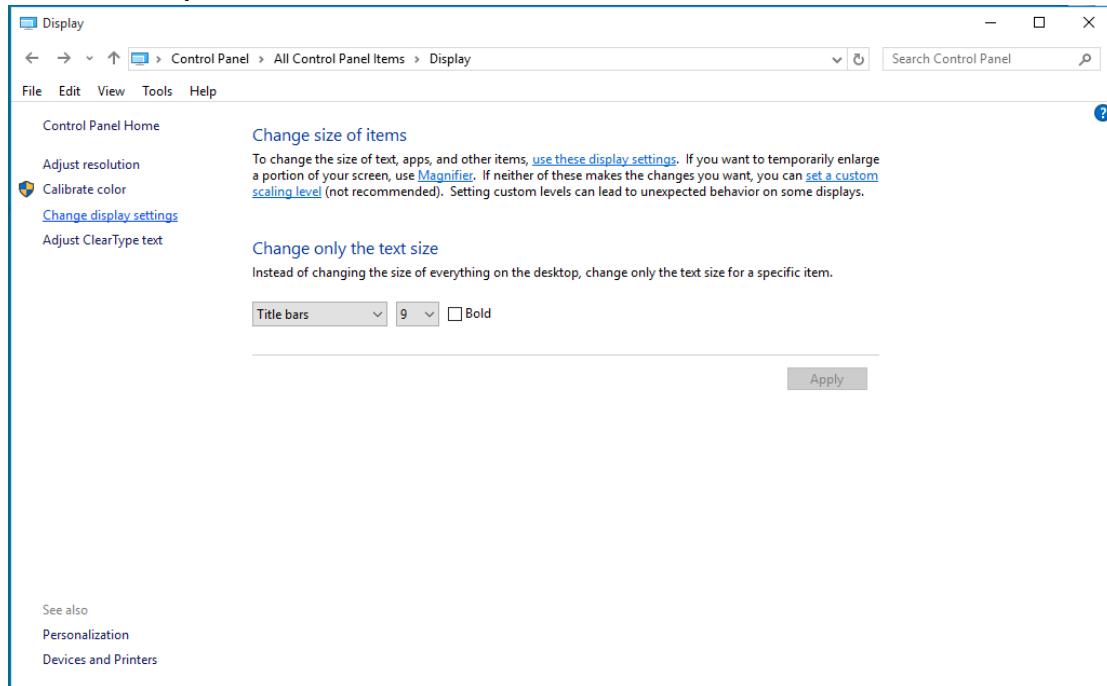 Display
Control Panel > All Control Panel Items > Display
Search Control Panel
File Edit View Tools Help
Control Panel Home
Adjust resolution
Calibrate color
Change display settings
Adjust ClearType text
Change size of items
To change the size of text, apps, and other items, use these display settings. If you want to temporarily enlarge
a portion of your screen, use Magnifier. If neither of these makes the changes you want, you can set a custom
scaling level (not recommended). Setting custom levels can lead to unexpected behavior on some displays.
Change only the text size
Instead of changing the size of everything on the desktop, change only the text size for a specific item.
Title bars 9 Bold
Apply
See also
Personalization
Devices and Printers